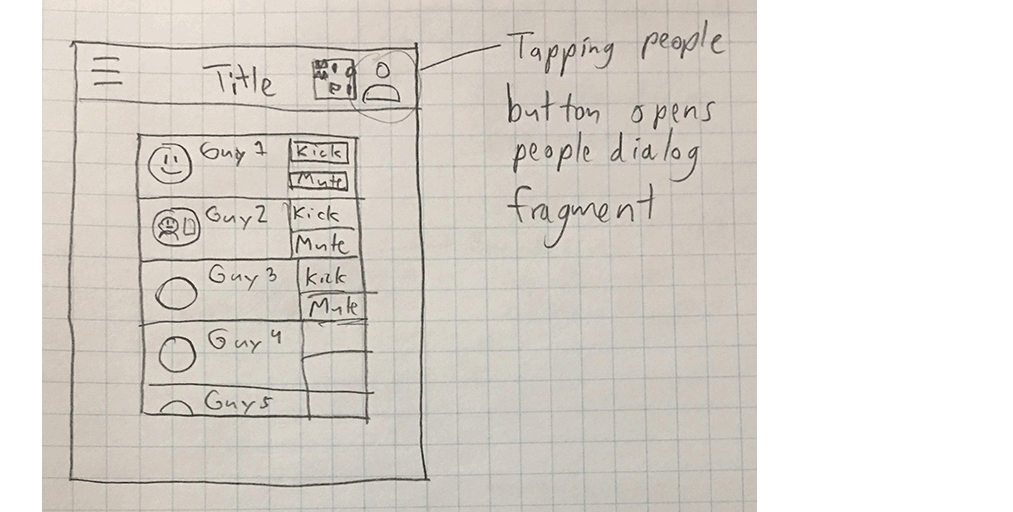 Title
Tapping people
button opens
people dialog
fragment
Guy 1
Kick
Mute
Guy 2
Kick
Mute
Guy 3
Kick
Mute
Guy 4
Guy 5